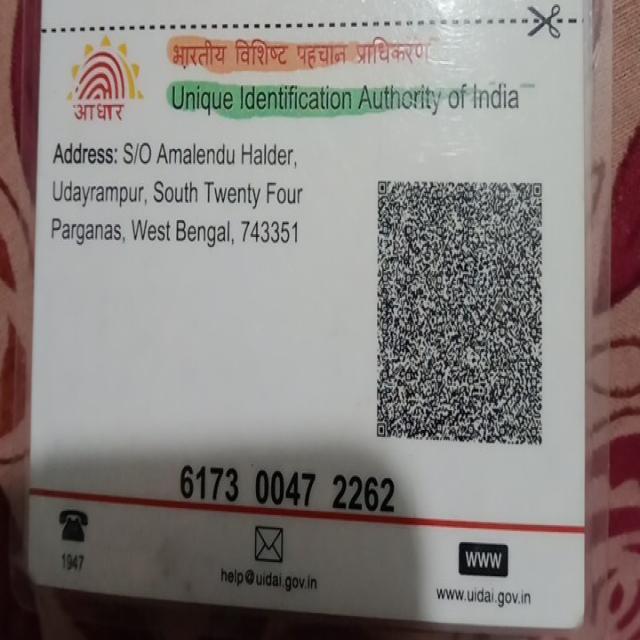 भारतीय विशिष्ट पहचान प्राधिकरण
आधार
Unique Identification Authority of India
Address: S/O Amalendu Halder,
Udayrampur, South Twenty Four
Parganas, West Bengal, 743351
6173 0047 2262
1947
help@uidai.gov.in
WWW
www.uidai.gov.in